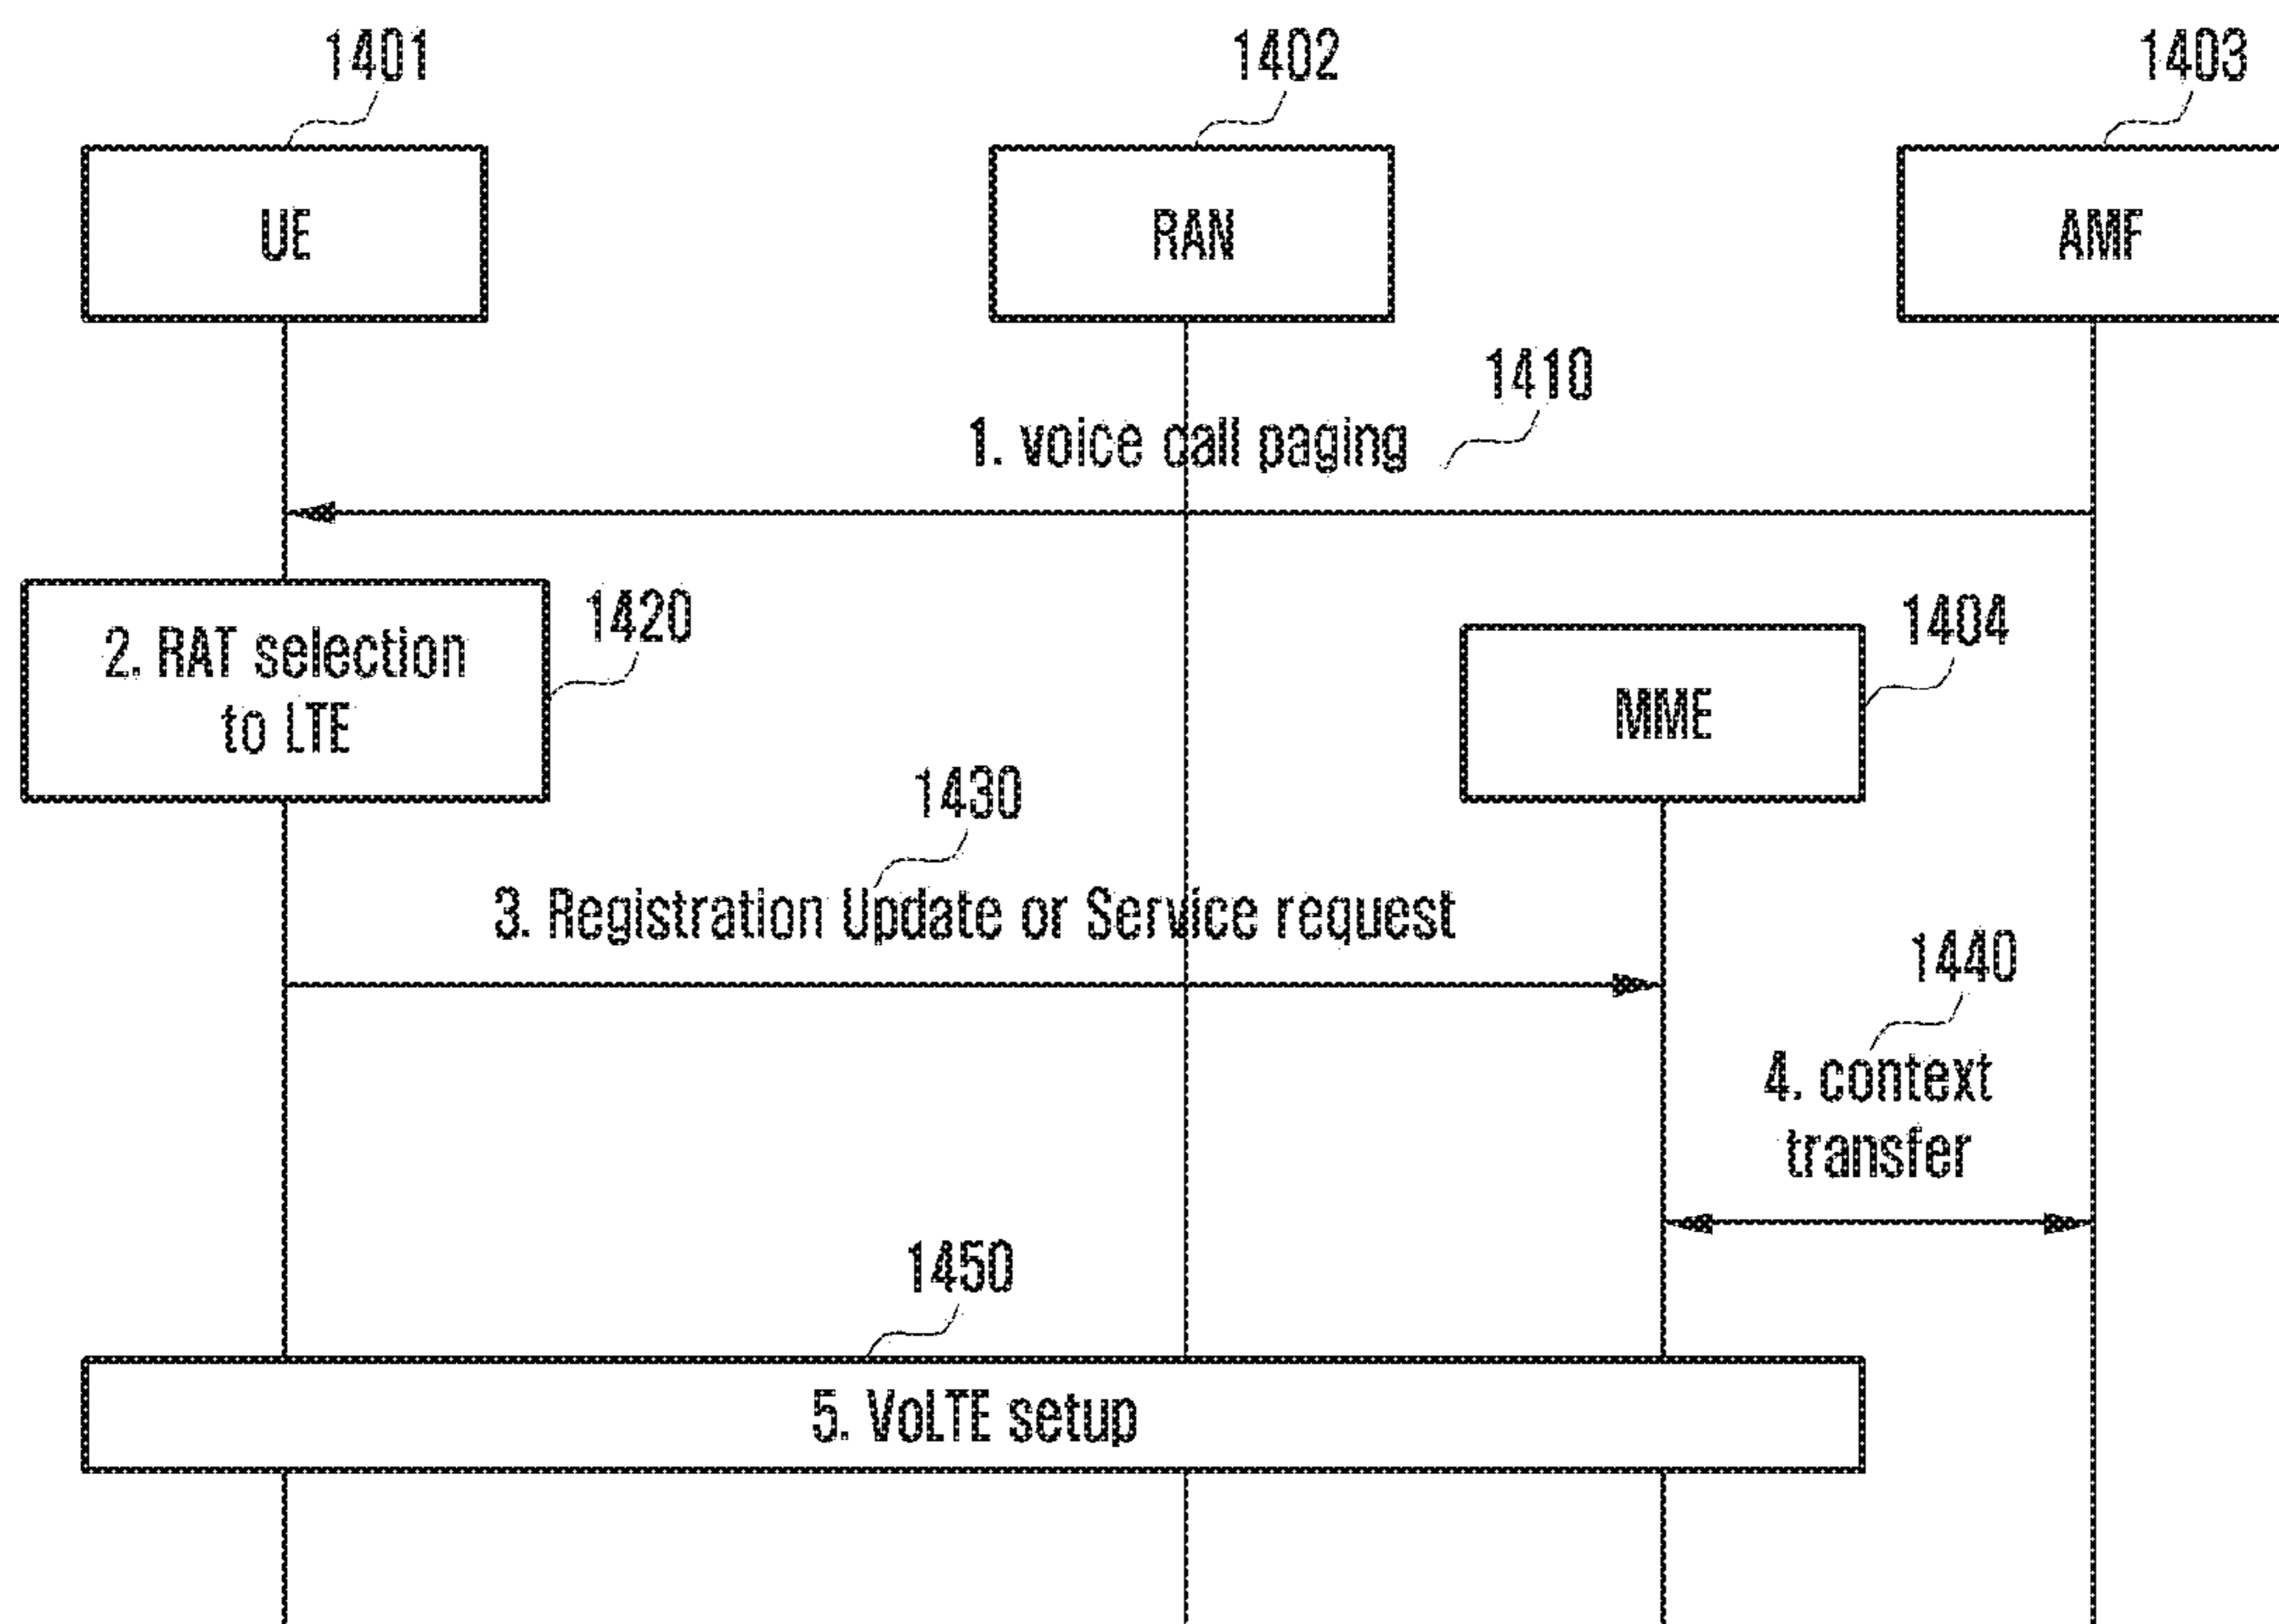 1401
1402
1403
UE
RAN
AMF
1410
1. voice call paging
1420
2. RAT selection
to LTE
1404
MME
1430
3. Registration Update or Service request
1440
4. context
transfer
1450
5. VoLTE setup